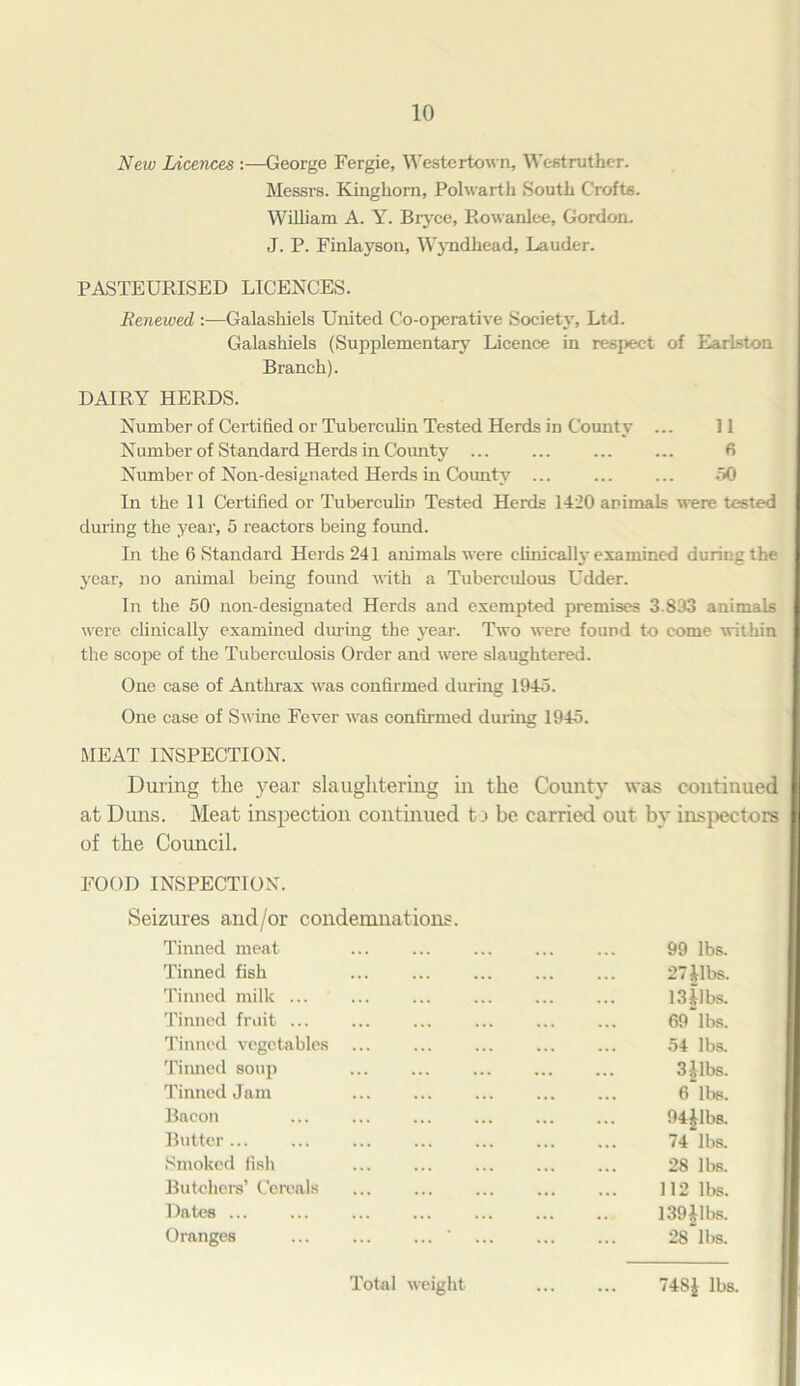 10
New Licences :—George Fergie, Westertown, Westruther.
Messrs. Kinghorn, Polwarth South Crofts.
William A. Y. Bryce, Rowanlee, Gordon.
J. P. Finlayson, Wyndhead, Lauder.
PASTEURISED LICENCES.
Renewed :—Galashiels United Co-operative Society, Ltd.
Galashiels (Supplementary Licence in respect of Earlston
Branch).
DAIRY HERDS.
Number of Certified or Tuberculin Tested Herds in County ... 11
Number of Standard Herds in County ... ... ... ... 6
Number of Non-designated Herds in County ... ... ... 50
In the 11 Certified or Tuberculin Tested Herds 1420 animals were tested
during the year, 5 reactors being found.
In the 6 Standard Herds 241 animals were clinically examined during the
year, no animal being found with a Tuberculous Udder.
In the 50 non-designated Herds and exempted premises 3.893 animals
were clinically examined during the year. Two were found to come within
the scope of the Tuberculosis Order and were slaughtered.
One case of Anthrax was confirmed during 1945.
One case of Swine Fever was confirmed during 1945.
MEAT INSPECTION.
During the year slaughtering in the County was continued
at Duns. Meat inspection continued to be carried out by inspectors
of the Council.
FOOD INSPECTION.
Seizures and/or condemnations.
Tinned meat ... ... ... ... ... 99 lbs.
Tinned fish ... ... ... ... ... 27½lbs.
Tinned milk ... ... ... ... ... ... 13½lbs.
Tinned fruit ... ... ... ... ... ... 69 lbs.
Tinned vegetables ... ... ... ... ... 54 lbs.
Tinned soup ... ... ... ... ... 3½lbs.
Tinned Jam ... ... ... ... ... 6 lbs.
Bacon ... ... ... ... ... ... 94½lbs.
Butter ... ... ... ... ... ... ... 74 lbs.
Smoked fish ... ... ... ... ... 28 lbs.
Butchers' Cereals ... ... ... ... ... 112 lbs.
Dates ... ... ... ... ... ... .. 139½lbs.
Oranges ... ... ... ... ... ... 28 lbs.
Total weight ... ... 748½ lbs.